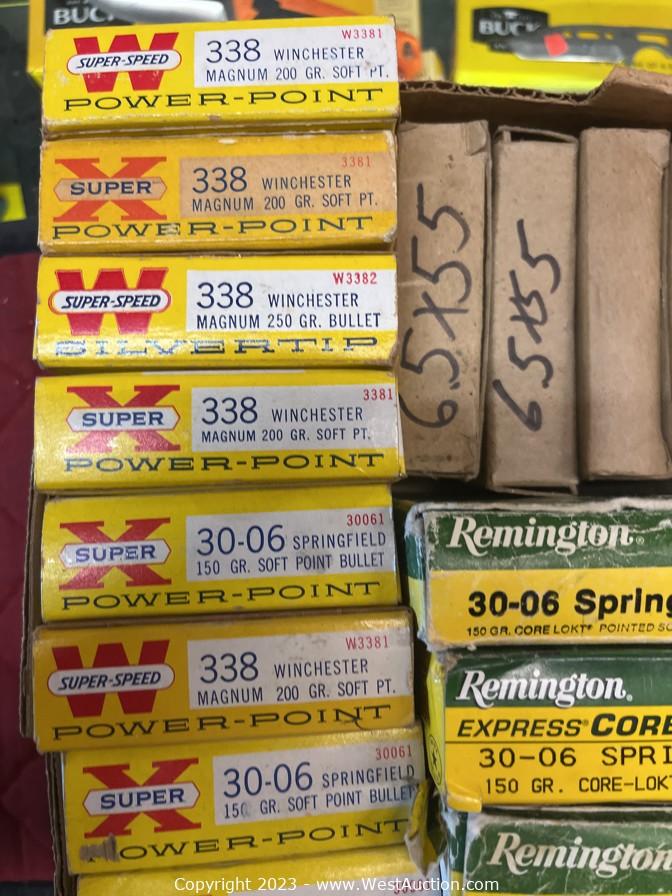 BUCK
BUCK
W3381
SUPER-SPEED
338 WINCHESTER
MAGNUM 200 GR. SOFT PT.
POWER-POINT
3381
X
SUPER
338 WINCHESTER
MAGNUM 200 GR. SOFT PT.
POWER-POINT
W3382
W
SUPER-SPEED
338 WINCHESTER
MAGNUM 250 GR. BULLET
SILVERTIP
3381
X
SUPER
338 WINCHESTER
MAGNUM 200 GR. SOFT PT.
POWER-POINT
30061
X
SUPER
30-06 SPRINGFIELD
150 GR. SOFT POINT BULLET
POWER-POINT
W3381
W
SUPER-SPEED
338 WINCHESTER
MAGNUM 200 GR. SOFT PT.
POWER-POINT
30061
X
SUPER
30-06 SPRINGFIELD
150 GR. SOFT POINT BULLET
POWER-POINT
6.5X55
6.5X55
Remington®
30-06 Spring
150 GR. CORE LOKT® POINTED SO
Remington®
EXPRESS® CORE
30-06 SPRI
150 GR. CORE-LOK
Remington
Copyright 2023 - www.WestAuction.com